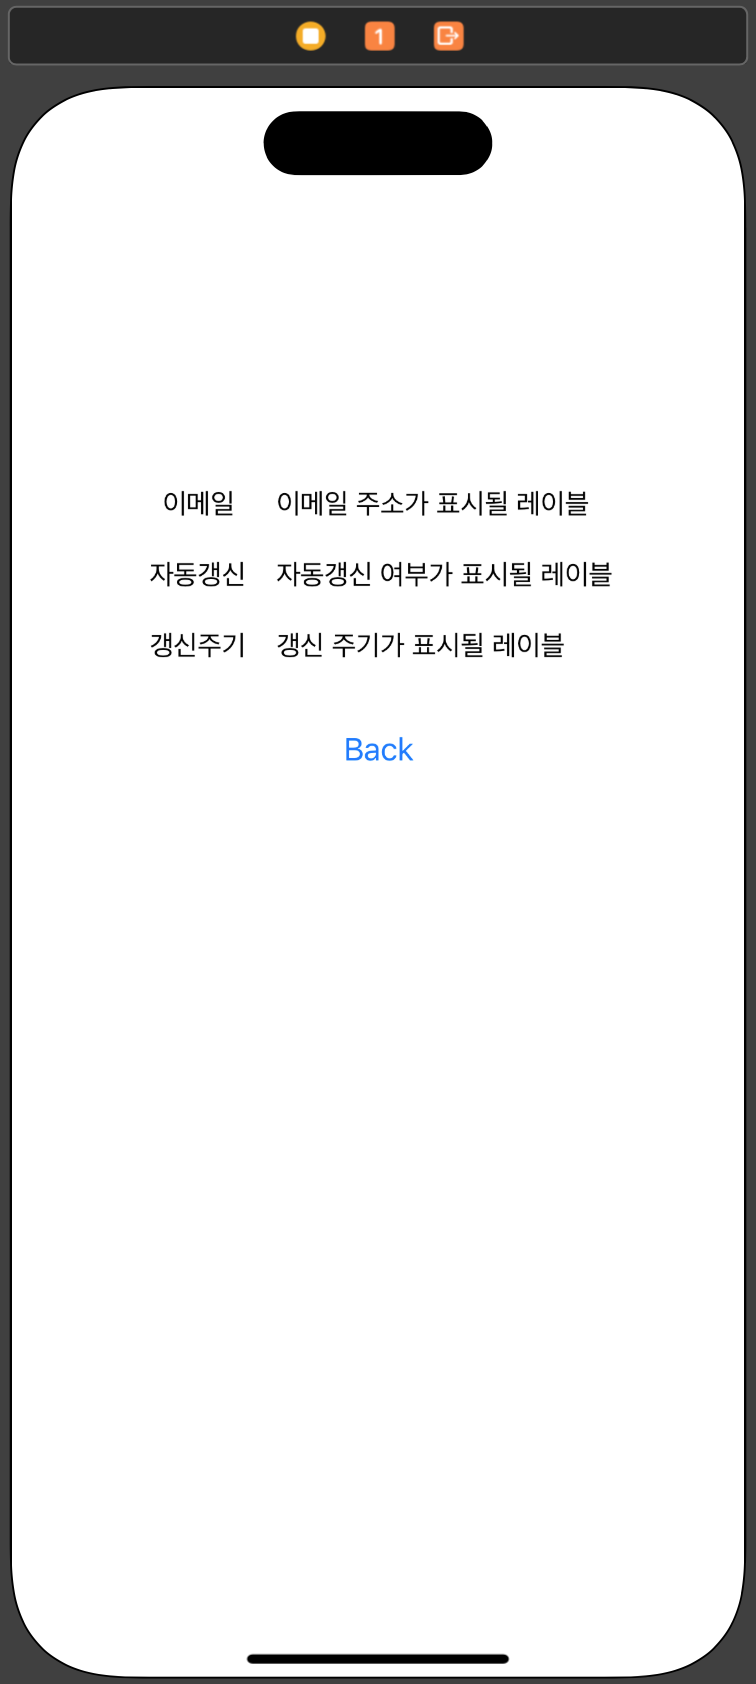 1
이메일 이메일 주소가 표시될 레이블
자동갱신 자동갱신 여부가 표시될 레이블
갱신주기 갱신 주기가 표시될 레이블
Back